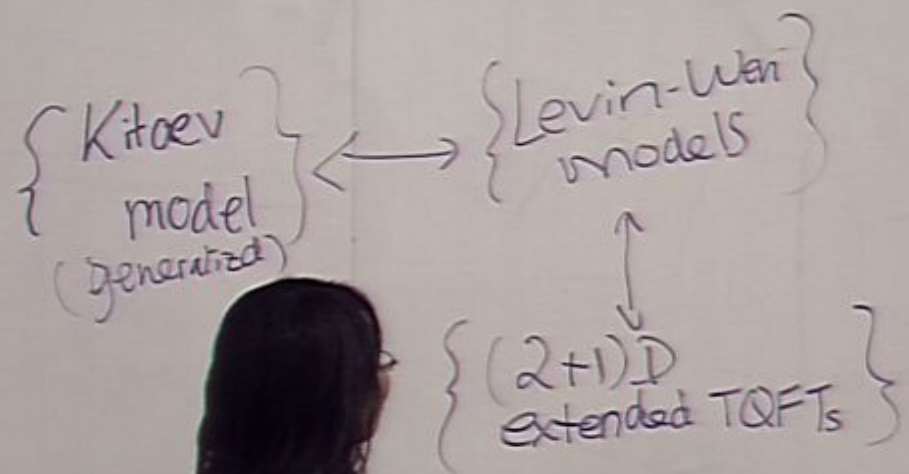 { Kitaev
model }
(generalized)
⟷
{ Levin-Wen
models }
↕
{ (2+1)D
extended TQFTs }